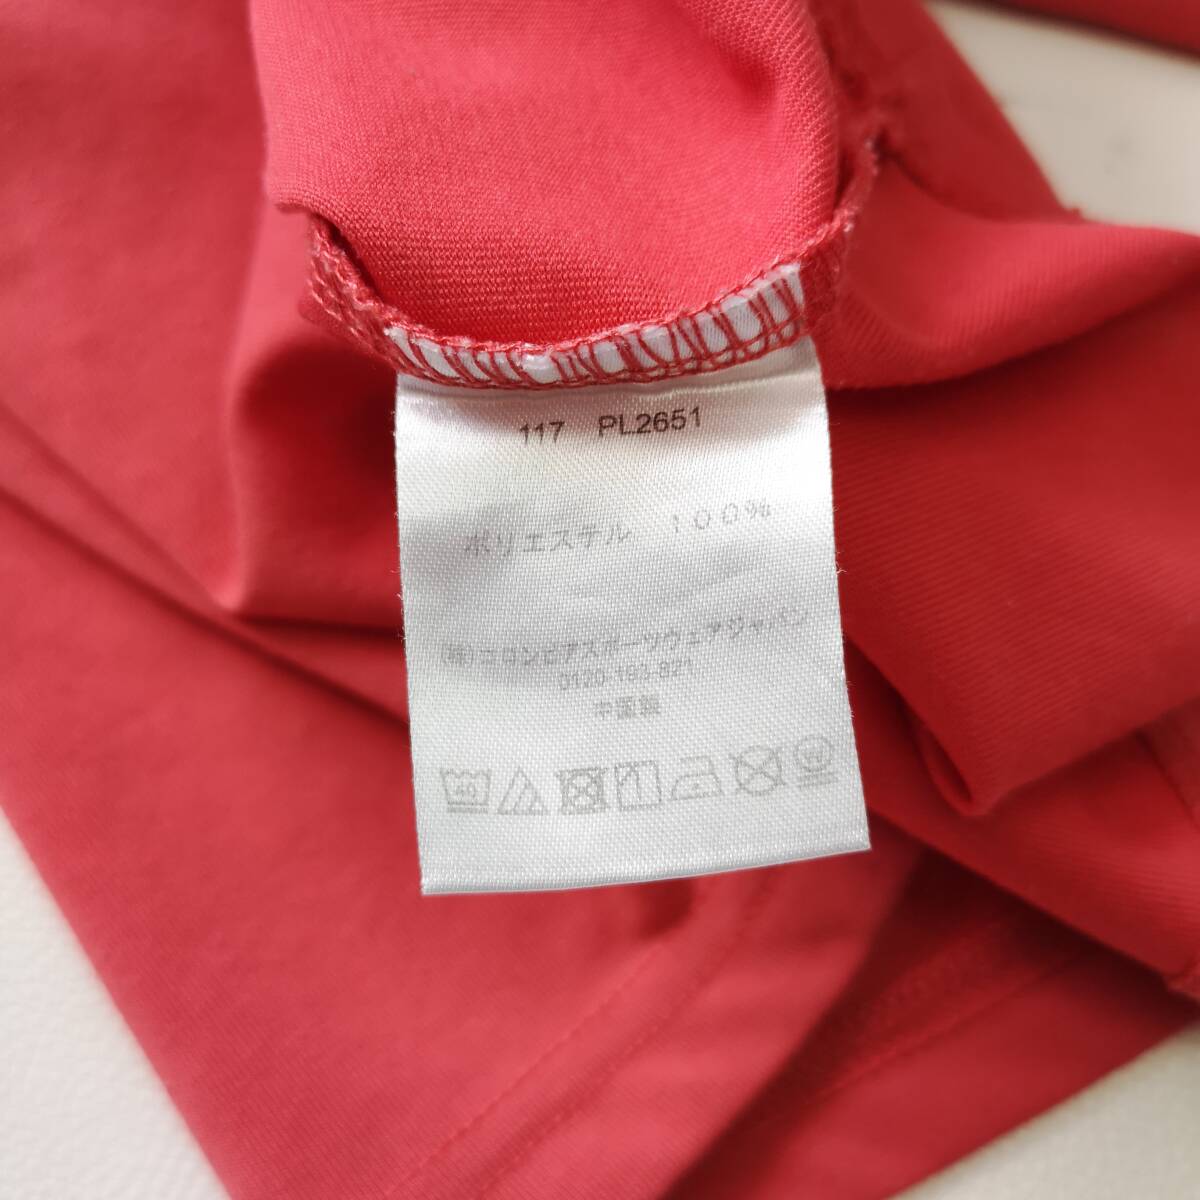 117 PL2651
ポリエステル 100%
(株)コロンビアスポーツウェアジャパン
0120-193-821
中国製
40